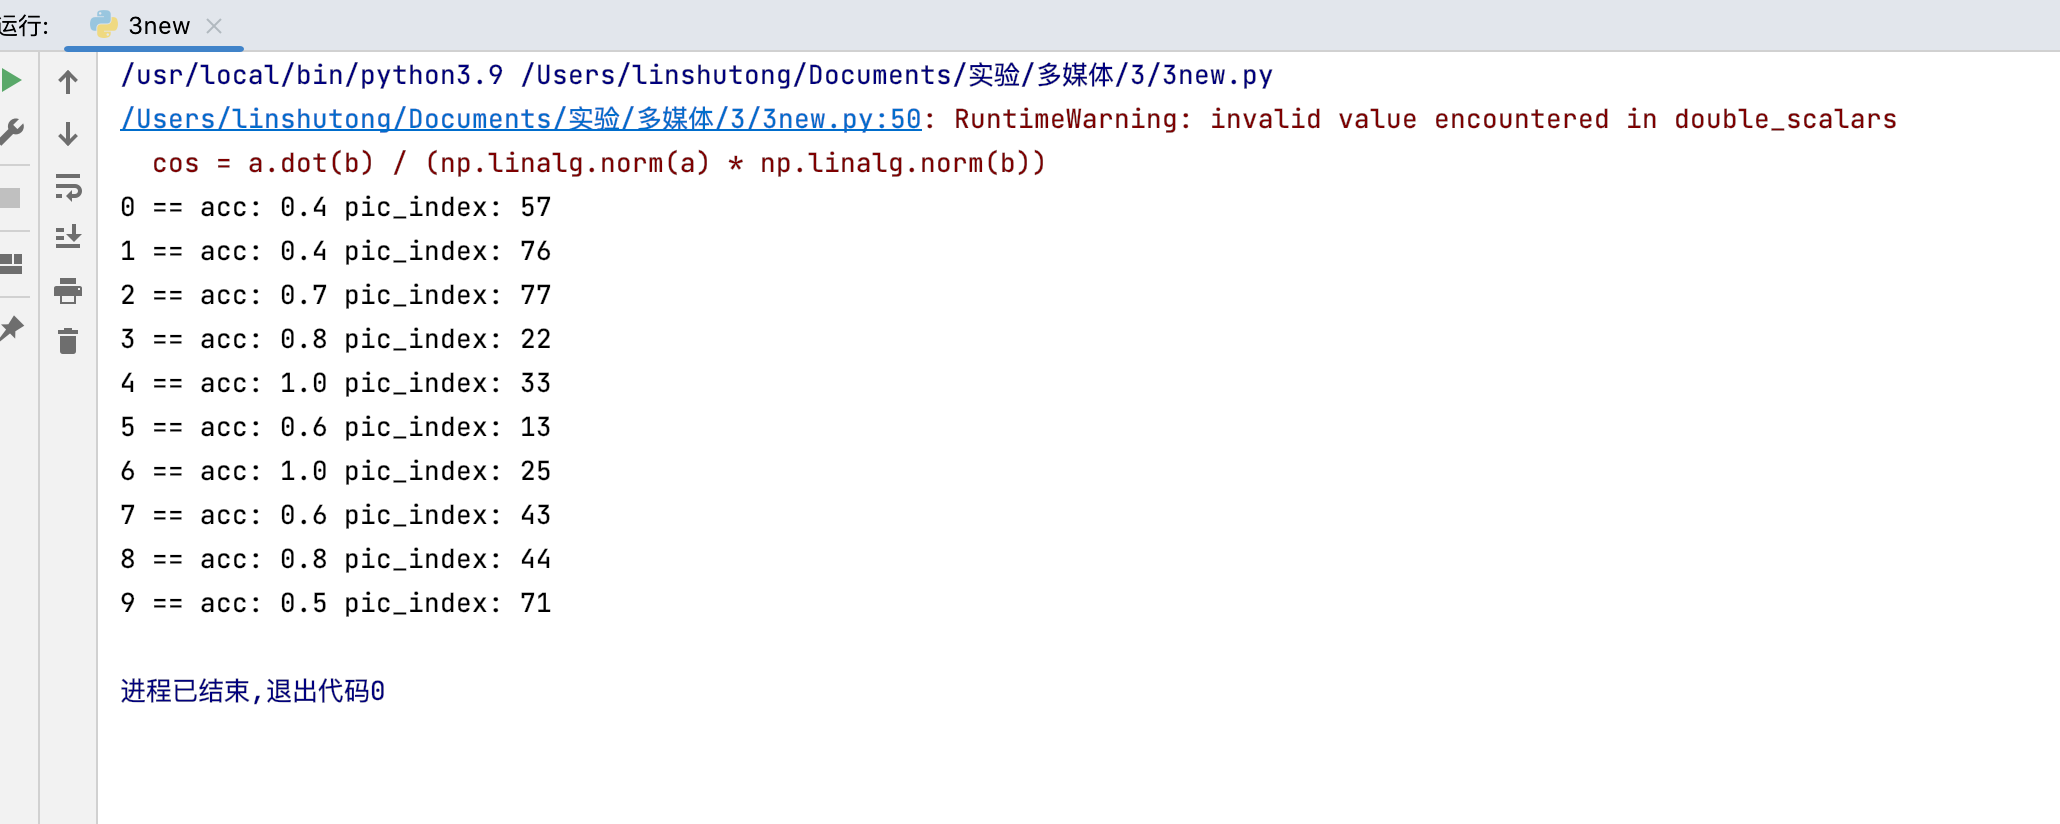 运行: 3new
/usr/local/bin/python3.9 /Users/linshutong/Documents/实验/多媒体/3/3new.py
/Users/linshutong/Documents/实验/多媒体/3/3new.py:50: RuntimeWarning: invalid value encountered in double_scalars
  cos = a.dot(b) / (np.linalg.norm(a) * np.linalg.norm(b))
0 == acc: 0.4 pic_index: 57
1 == acc: 0.4 pic_index: 76
2 == acc: 0.7 pic_index: 77
3 == acc: 0.8 pic_index: 22
4 == acc: 1.0 pic_index: 33
5 == acc: 0.6 pic_index: 13
6 == acc: 1.0 pic_index: 25
7 == acc: 0.6 pic_index: 43
8 == acc: 0.8 pic_index: 44
9 == acc: 0.5 pic_index: 71
进程已结束,退出代码0